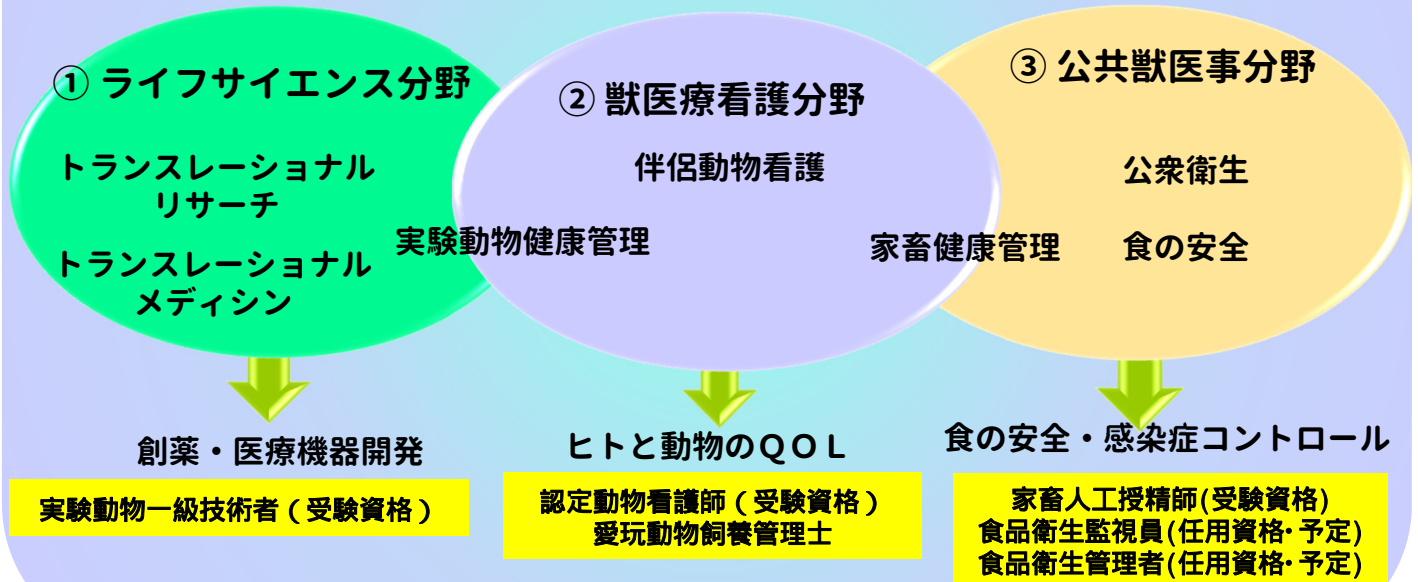 ① ライフサイエンス分野
トランスレーショナル
リサーチ
トランスレーショナル
メディシン
実験動物健康管理
② 獣医療看護分野
伴侶動物看護
家畜健康管理
③ 公共獣医事分野
公衆衛生
食の安全
創薬・医療機器開発
実験動物一級技術者（受験資格）
ヒトと動物のＱＯＬ
認定動物看護師（受験資格）
愛玩動物飼養管理士
食の安全・感染症コントロール
家畜人工授精師(受験資格)
食品衛生監視員(任用資格･予定)
食品衛生管理者(任用資格･予定)